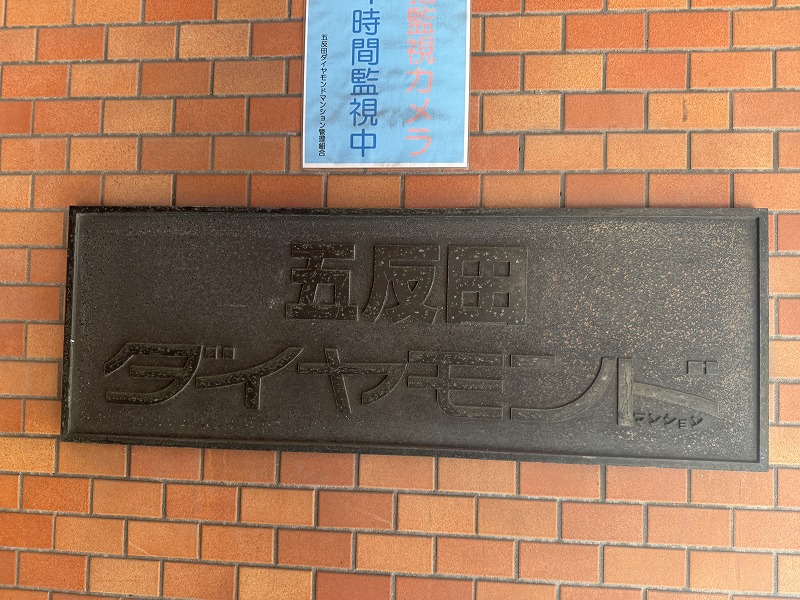 監視カメラ
時間監視中
五反田ダイヤモンドマンション管理組合
五反田
ダイヤモンド
マンション